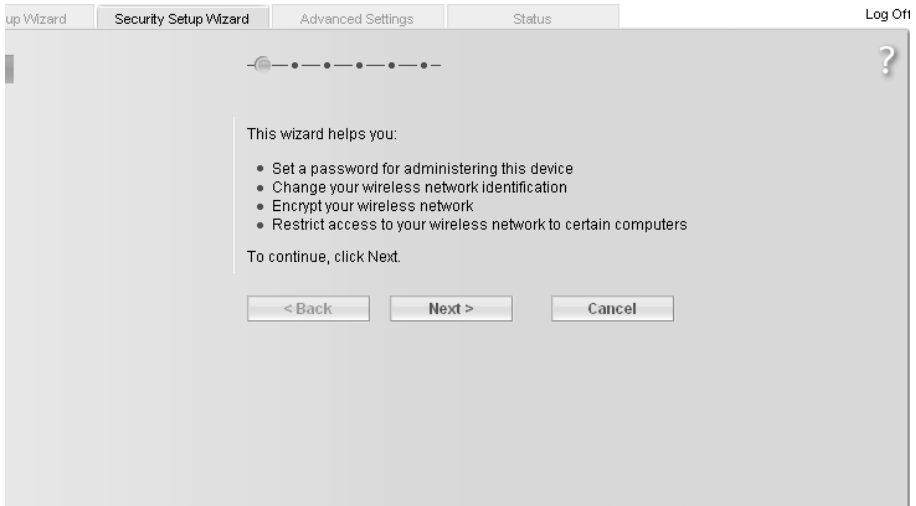 up Wizard
Security Setup Wizard
Advanced Settings
Status
Log Off
?
This wizard helps you:
Set a password for administering this device
Change your wireless network identification
Encrypt your wireless network
Restrict access to your wireless network to certain computers
To continue, click Next.
< Back
Next >
Cancel